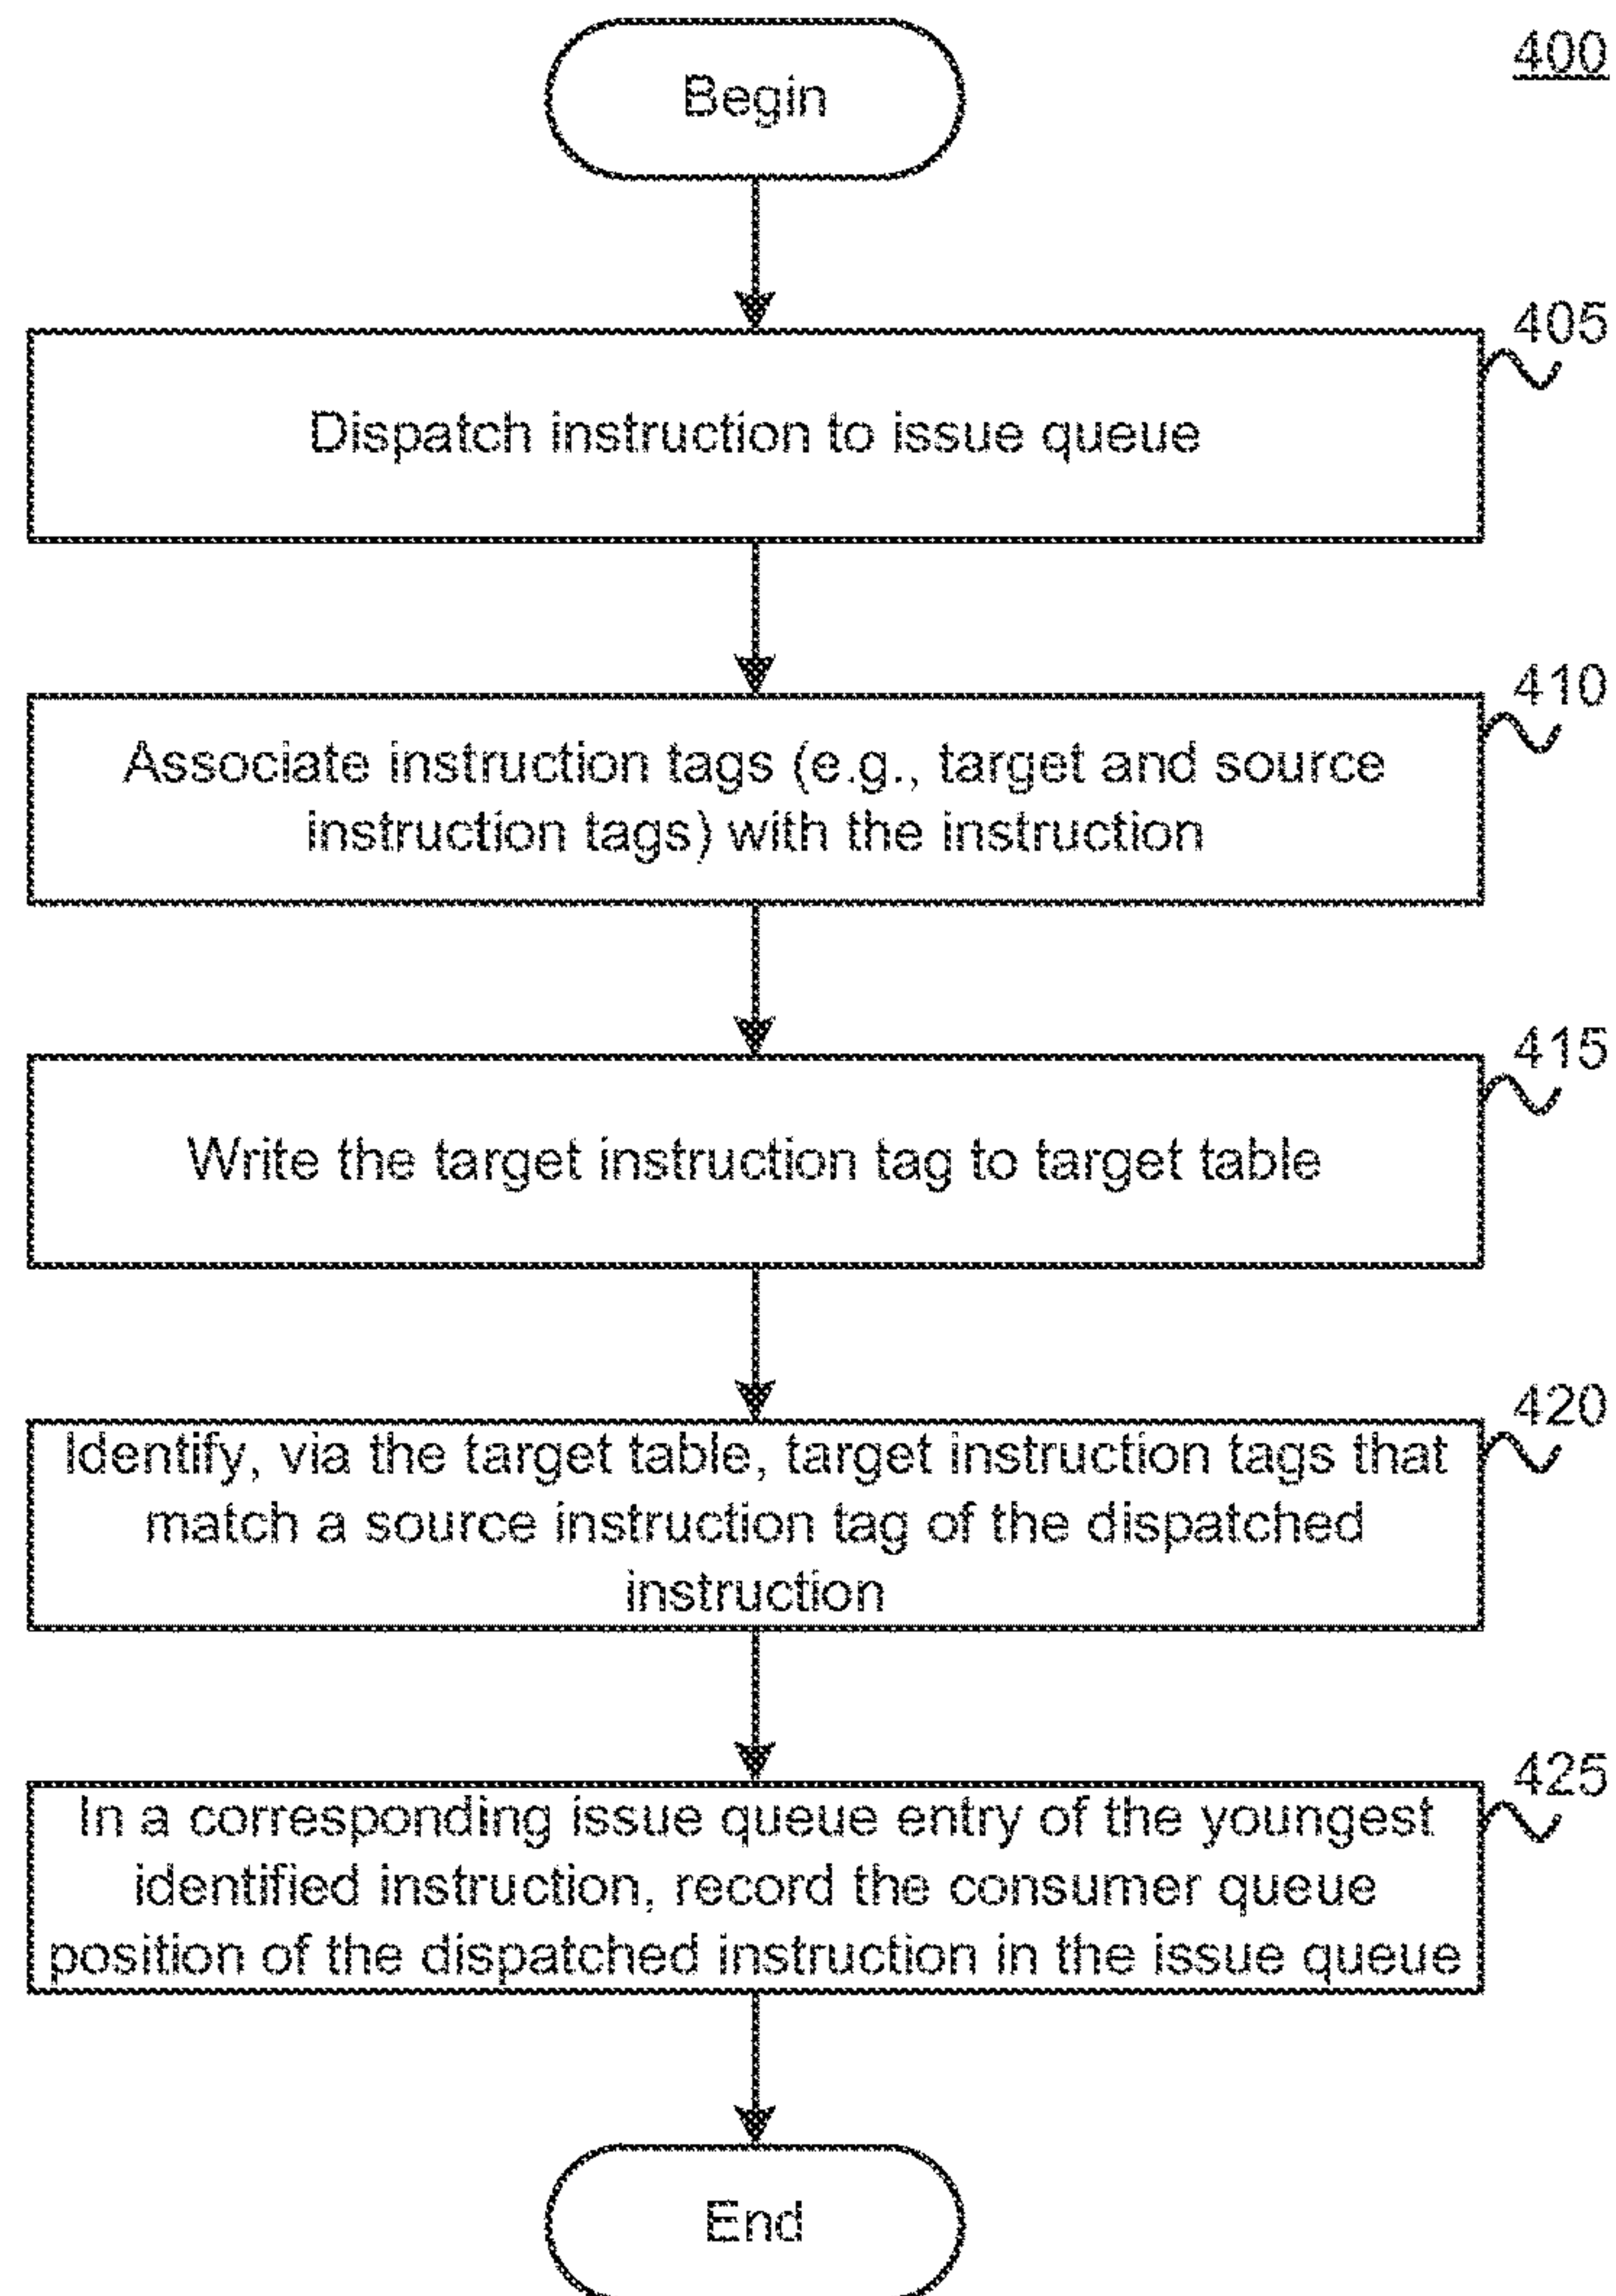 400
Begin
405
Dispatch instruction to issue queue
410
Associate instruction tags (e.g., target and source
instruction tags) with the instruction
415
Write the target instruction tag to target table
420
Identify, via the target table, target instruction tags that
match a source instruction tag of the dispatched
instruction
425
In a corresponding issue queue entry of the youngest
identified instruction, record the consumer queue
position of the dispatched instruction in the issue queue
End